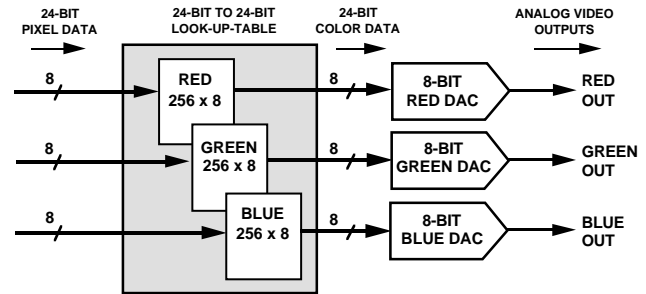 24-BIT
PIXEL DATA
24-BIT TO 24-BIT
LOOK-UP-TABLE
24-BIT
COLOR DATA
ANALOG VIDEO
OUTPUTS
8
RED
256 x 8
8
8-BIT
RED DAC
RED
OUT
8
GREEN
256 x 8
8
8-BIT
GREEN DAC
GREEN
OUT
8
BLUE
256 x 8
8
8-BIT
BLUE DAC
BLUE
OUT